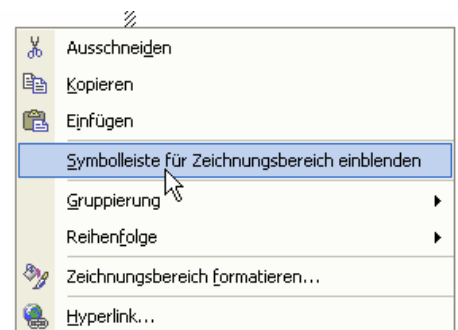 Ausschneiden
Kopieren
Einfügen
Symbolleiste für Zeichnungsbereich einblenden
Gruppierung
Reihenfolge
Zeichnungsbereich formatieren...
Hyperlink...